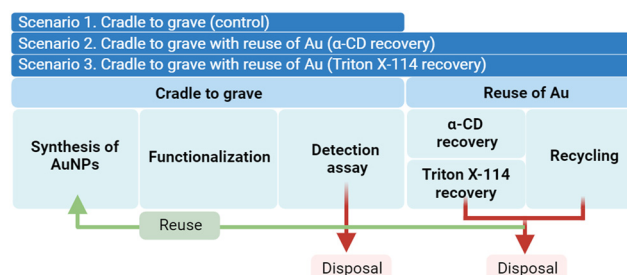 Scenario 1. Cradle to grave (control)
Scenario 2. Cradle to grave with reuse of Au (α-CD recovery)
Scenario 3. Cradle to grave with reuse of Au (Triton X-114 recovery)
Cradle to grave
Reuse of Au
Synthesis of
AuNPs
Functionalization
Detection
assay
α-CD
recovery
Triton X-114
recovery
Recycling
Reuse
Disposal
Disposal